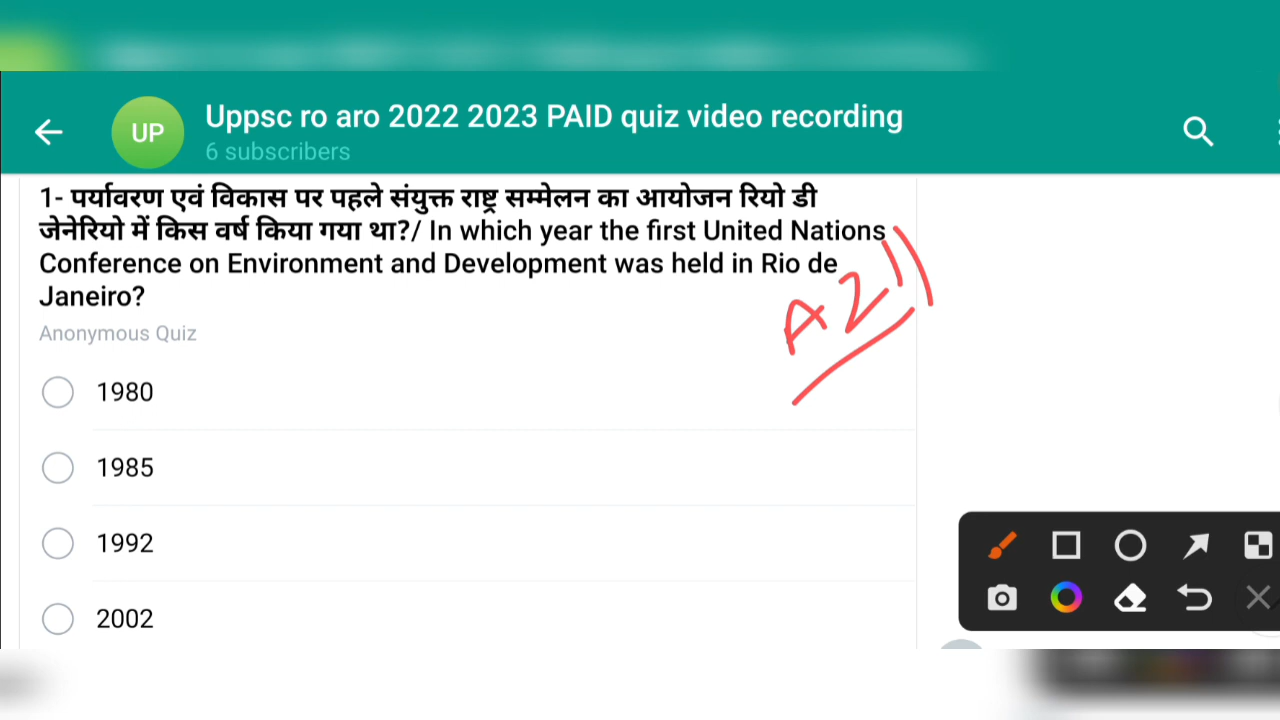 UP
Uppsc ro aro 2022 2023 PAID quiz video recording
6 subscribers
1- पर्यावरण एवं विकास पर पहले संयुक्त राष्ट्र सम्मेलन का आयोजन रियो डी
जेनेरियो में किस वर्ष किया गया था?/ In which year the first United Nations
Conference on Environment and Development was held in Rio de
Janeiro?
Anonymous Quiz
1980
1985
1992
2002